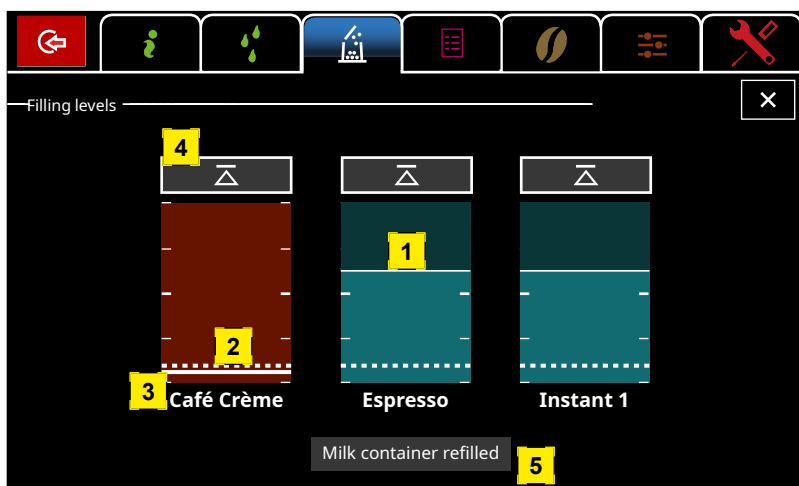 Filling levels
4
1
2
3
Café Crème
Espresso
Instant 1
Milk container refilled
5